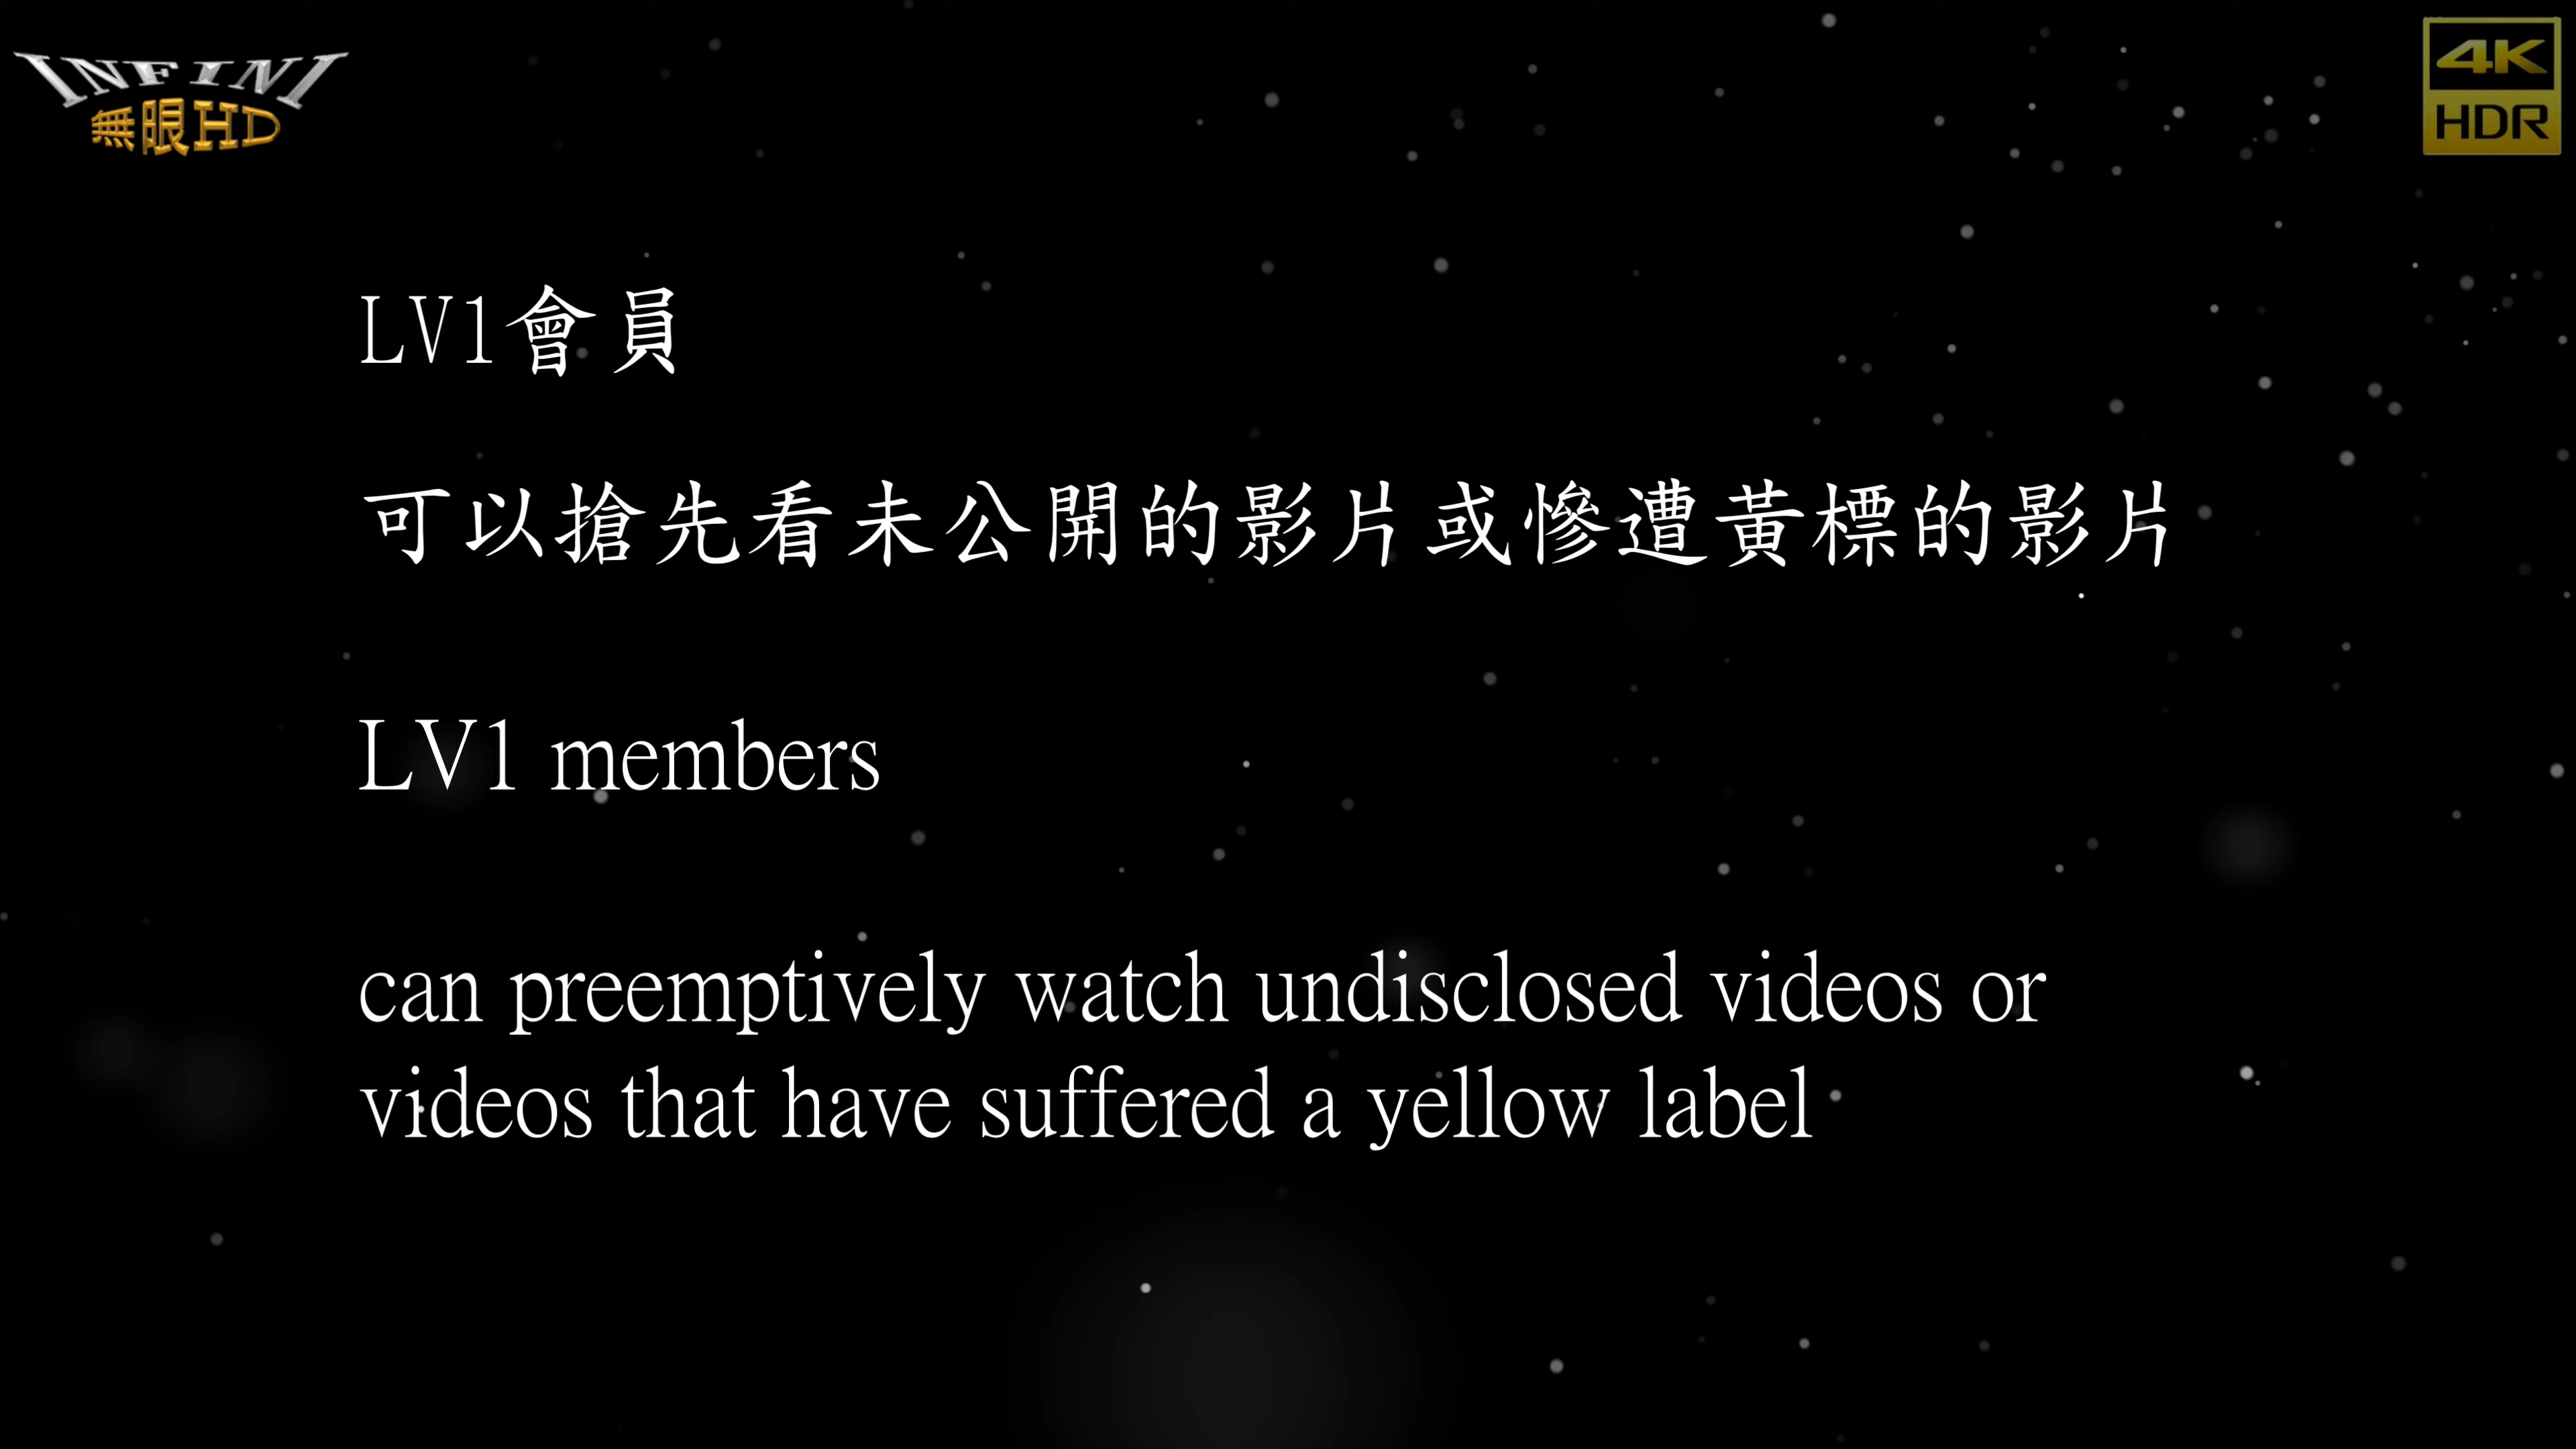 INFINI
無限HD
4K
HDR
LV1會員
可以搶先看未公開的影片或慘遭黃標的影片
LV1 members
can preemptively watch undisclosed videos or
videos that have suffered a yellow label